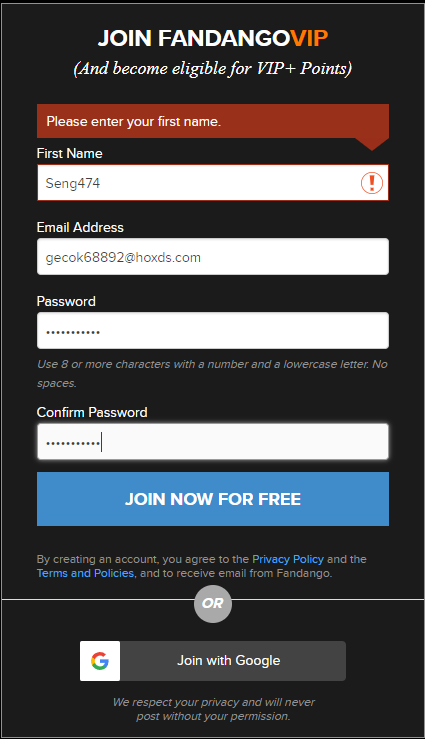 JOIN FANDANGOVIP
(And become eligible for VIP+ Points)
Please enter your first name.
First Name
Seng474
!
Email Address
gecok68892@hoxds.com
Password
•••••••••••
Use 8 or more characters with a number and a lowercase letter. No
spaces.
Confirm Password
•••••••••••
JOIN NOW FOR FREE
By creating an account, you agree to the Privacy Policy and the
Terms and Policies, and to receive email from Fandango.
OR
G
Join with Google
We respect your privacy and will never
post without your permission.